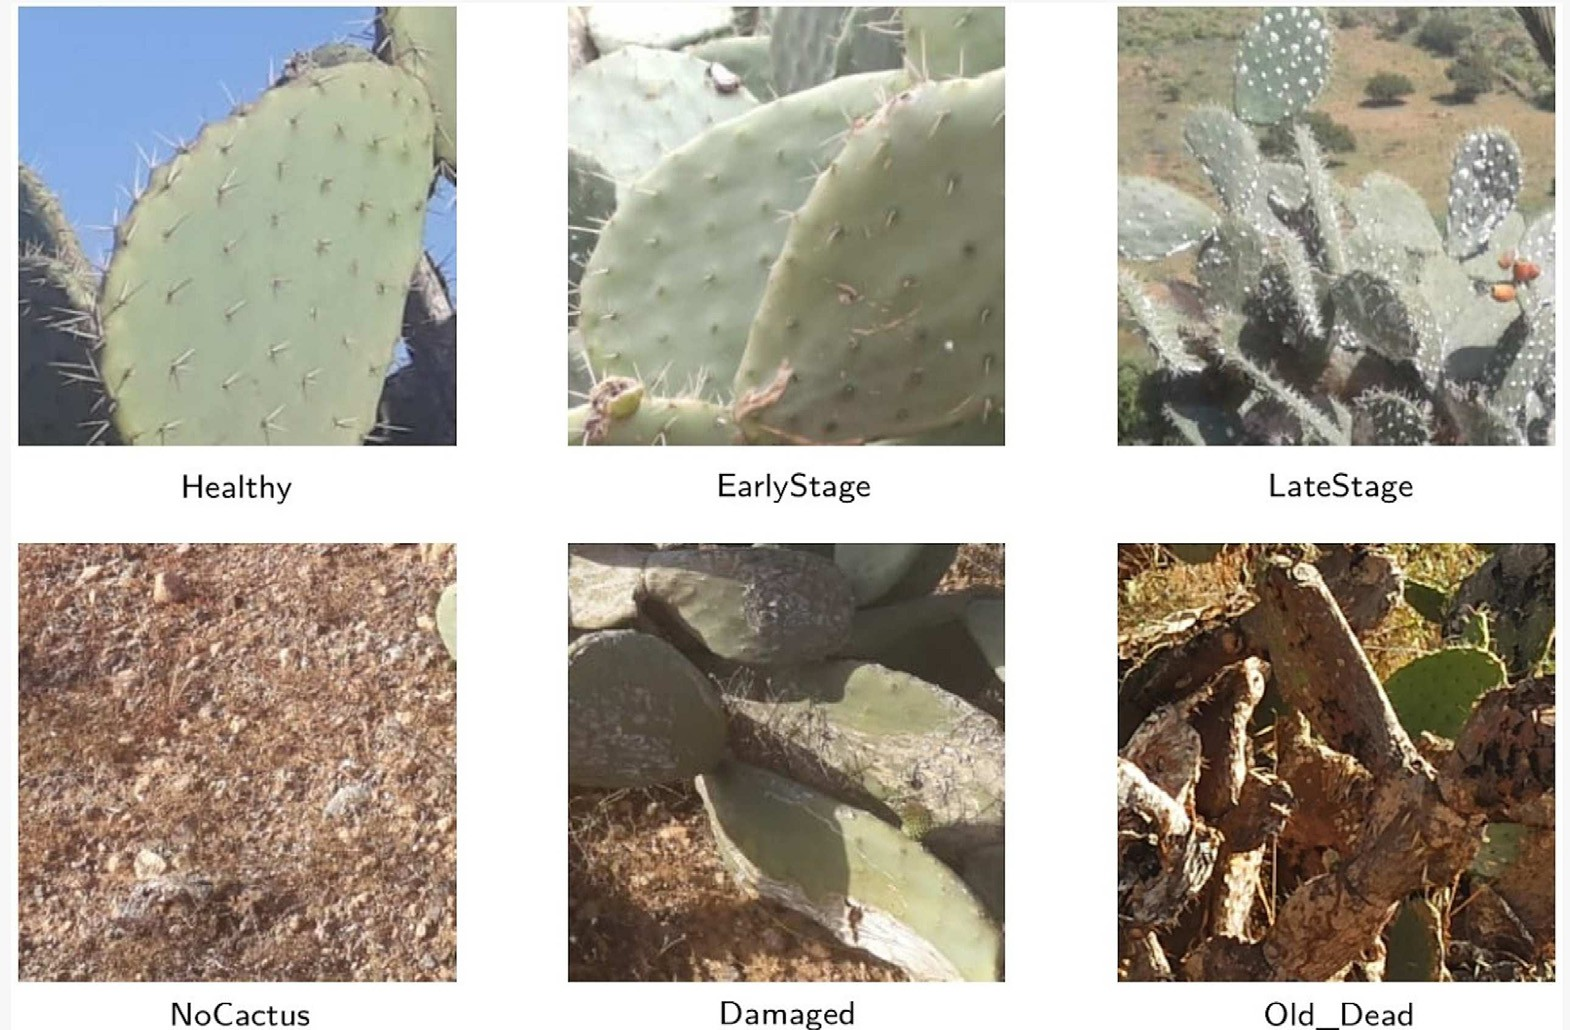 Healthy
EarlyStage
LateStage
NoCactus
Damaged
Old_Dead